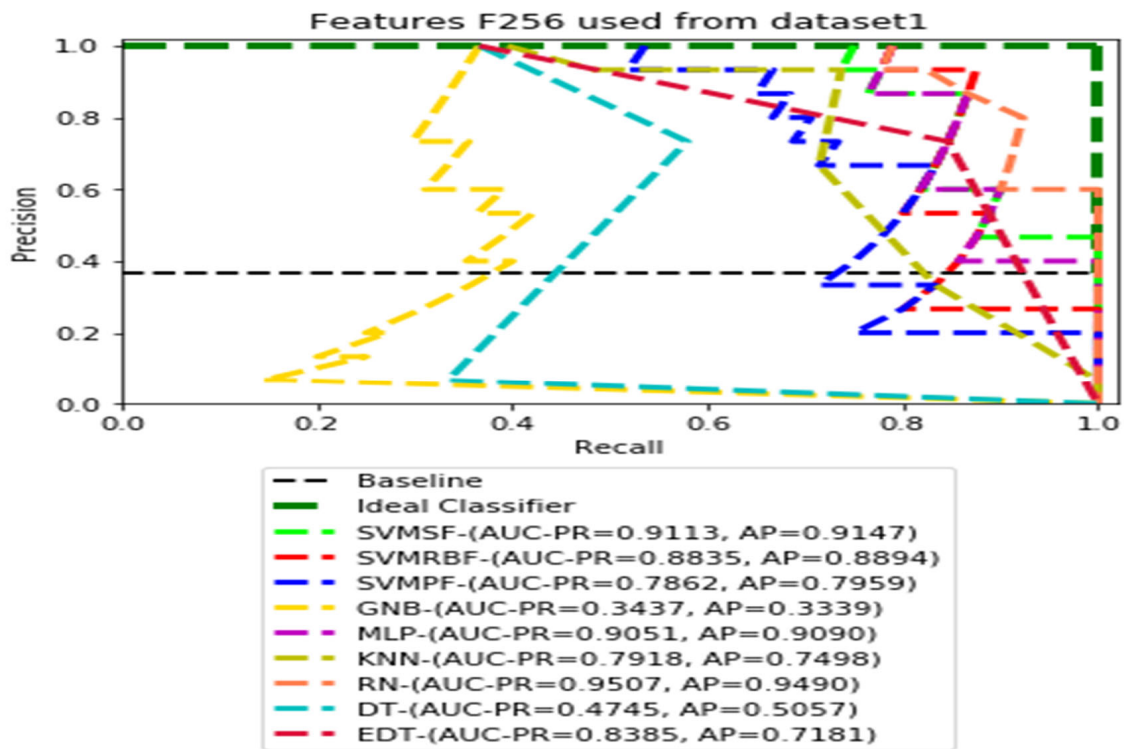 Features F256 used from dataset1
1.0
0.8
0.6
0.4
0.2
0.0
Precision
0.0 0.2 0.4 0.6 0.8 1.0
Recall
Baseline
Ideal Classifier
SVMSF-(AUC-PR=0.9113, AP=0.9147)
SVMRBF-(AUC-PR=0.8835, AP=0.8894)
SVMPF-(AUC-PR=0.7862, AP=0.7959)
GNB-(AUC-PR=0.3437, AP=0.3339)
MLP-(AUC-PR=0.9051, AP=0.9090)
KNN-(AUC-PR=0.7918, AP=0.7498)
RN-(AUC-PR=0.9507, AP=0.9490)
DT-(AUC-PR=0.4745, AP=0.5057)
EDT-(AUC-PR=0.8385, AP=0.7181)